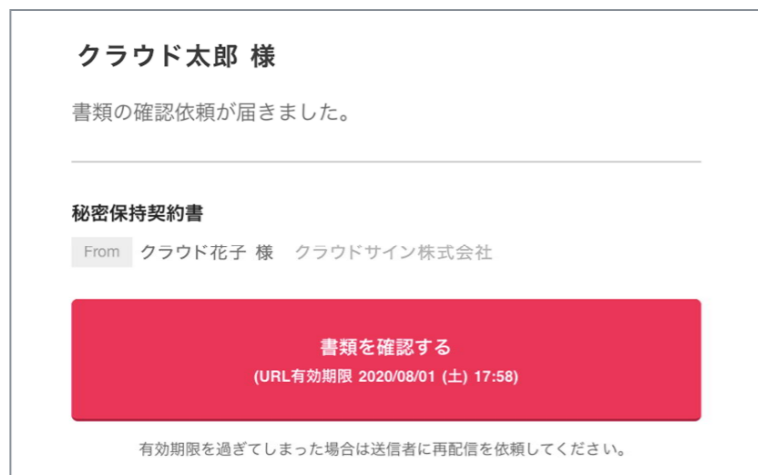 クラウド太郎 様
書類の確認依頼が届きました。
秘密保持契約書
From クラウド花子 様 クラウドサイン株式会社
書類を確認する
(URL有効期限 2020/08/01 (土) 17:58)
有効期限を過ぎてしまった場合は送信者に再配信を依頼してください。